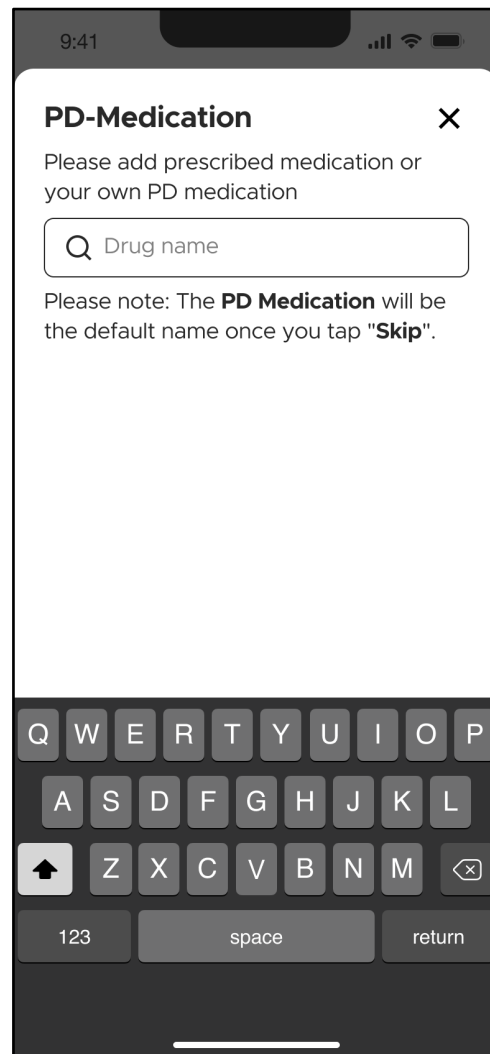 9:41
PD-Medication
Please add prescribed medication or
your own PD medication
Drug name
Please note: The PD Medication will be
the default name once you tap "Skip".
Q W E R T Y U I O P
A S D F G H J K L
Z X C V B N M
123 space return